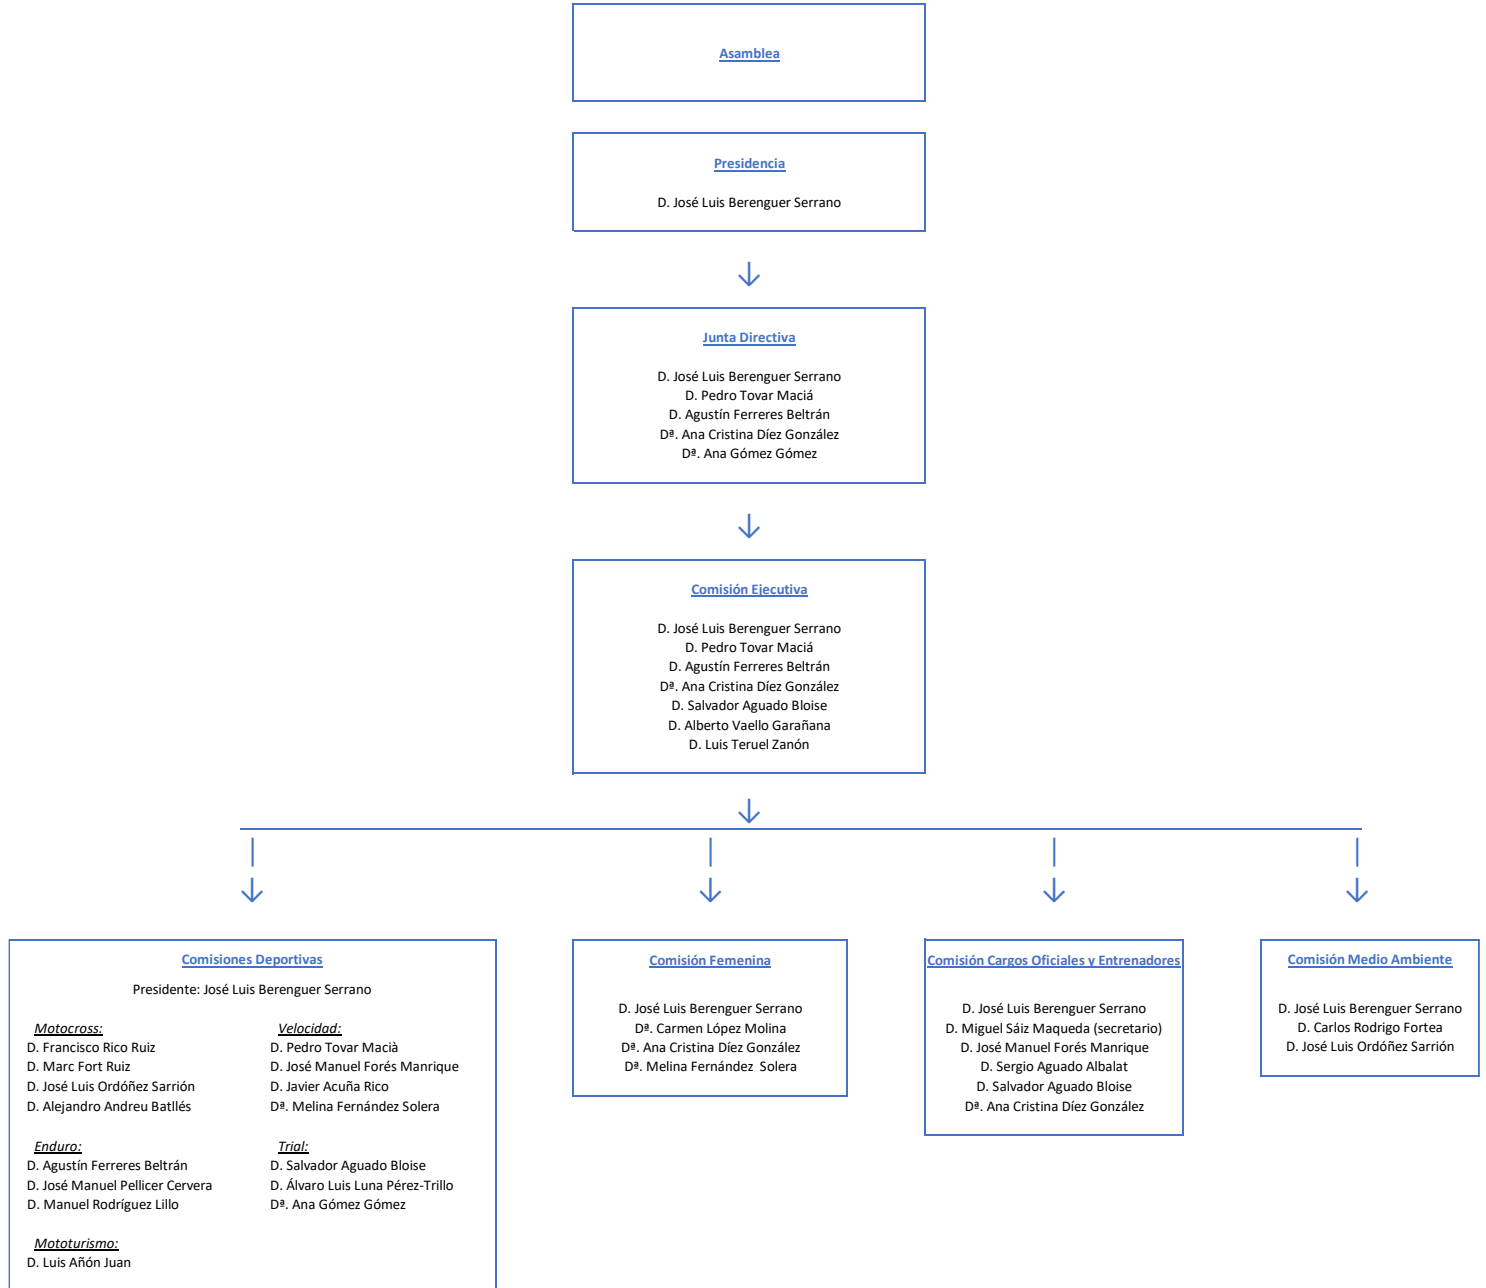 Asamblea
Presidencia
D. José Luis Berenguer Serrano
Junta Directiva
D. José Luis Berenguer Serrano
D. Pedro Tovar Maciá
D. Agustín Ferreres Beltrán
Dª. Ana Cristina Díez González
Dª. Ana Gómez Gómez
Comisión Ejecutiva
D. José Luis Berenguer Serrano
D. Pedro Tovar Maciá
D. Agustín Ferreres Beltrán
Dª. Ana Cristina Díez González
D. Salvador Aguado Bloise
D. Alberto Vaello Garañana
D. Luis Teruel Zanón
Comisiones Deportivas
Presidente: José Luis Berenguer Serrano
Motocross:
D. Francisco Rico Ruiz
D. Marc Fort Ruiz
D. José Luis Ordóñez Sarrión
D. Alejandro Andreu Batllés
Velocidad:
D. Pedro Tovar Macià
D. José Manuel Forés Manrique
D. Javier Acuña Rico
Dª. Melina Fernández Solera
Enduro:
D. Agustín Ferreres Beltrán
D. José Manuel Pellicer Cervera
D. Manuel Rodríguez Lillo
Trial:
D. Salvador Aguado Bloise
D. Álvaro Luis Luna Pérez-Trillo
Dª. Ana Gómez Gómez
Mototurismo:
D. Luis Añón Juan
Comisión Femenina
D. José Luis Berenguer Serrano
Dª. Carmen López Molina
Dª. Ana Cristina Díez González
Dª. Melina Fernández Solera
Comisión Cargos Oficiales y Entrenadores
D. José Luis Berenguer Serrano
D. Miguel Sáiz Maqueda (secretario)
D. José Manuel Forés Manrique
D. Sergio Aguado Albalat
D. Salvador Aguado Bloise
Dª. Ana Cristina Díez González
Comisión Medio Ambiente
D. José Luis Berenguer Serrano
D. Carlos Rodrigo Fortea
D. José Luis Ordóñez Sarrión